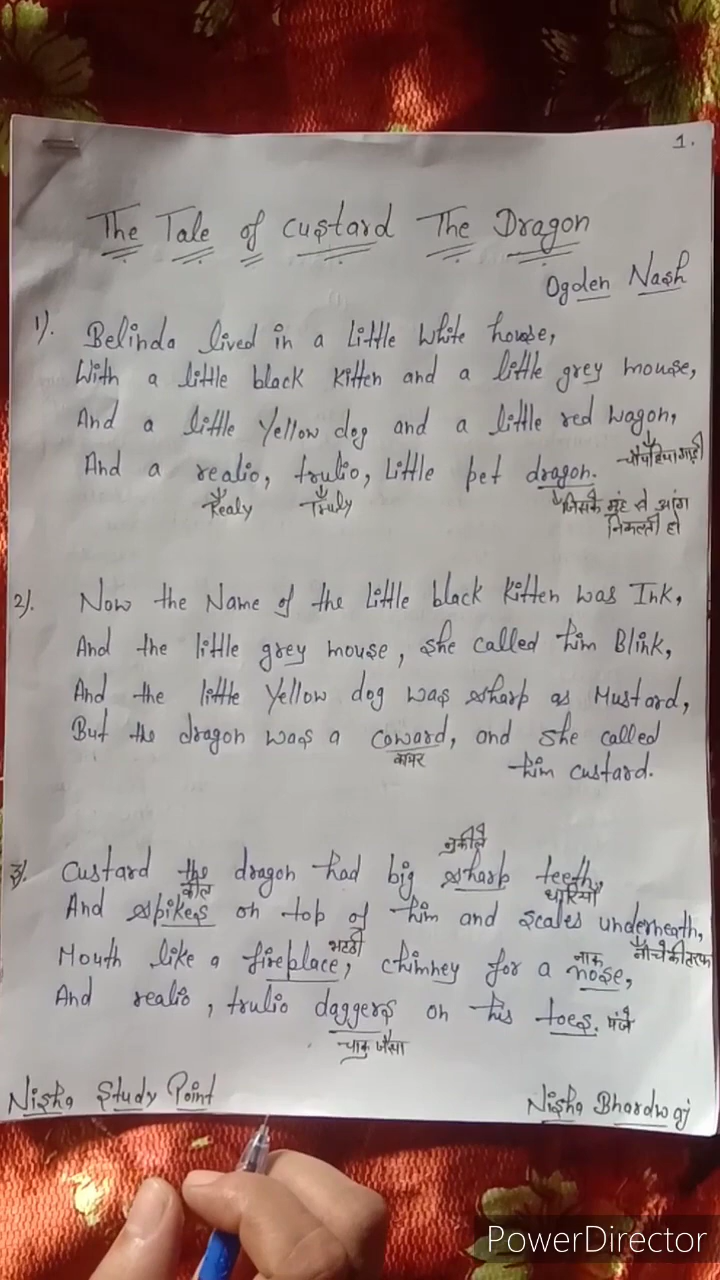 1.
The Tale of Custard The Dragon
Ogden Nash
1). Belinda lived in a Little White house,
With a little black Kitten and a little grey mouse,
And a little Yellow dog and a little red wagon,
चौपहिया गाड़ी
And a realio, trulio, Little pet dragon.
Realy Truly जिसके मुंह से आंग
निकलती हो
2). Now the Name of the Little black Kitten was Ink,
And the little grey mouse, she called him Blink,
And the little Yellow dog was sharp as Mustard,
But the dragon was a coward, and she called
कायर him custard.
नुकीले
3). Custard the dragon had big sharp teeth,
कील धारियाँ
And spikes on top of him and scales underneath,
भटठी नाक नीचे की तरफ
Mouth like a fireplace, chimney for a nose,
And realio, trulio daggers on his toes. पंजे
चाकू जैसा
Nisha Study Point Nisha Bhardwaj
PowerDirector